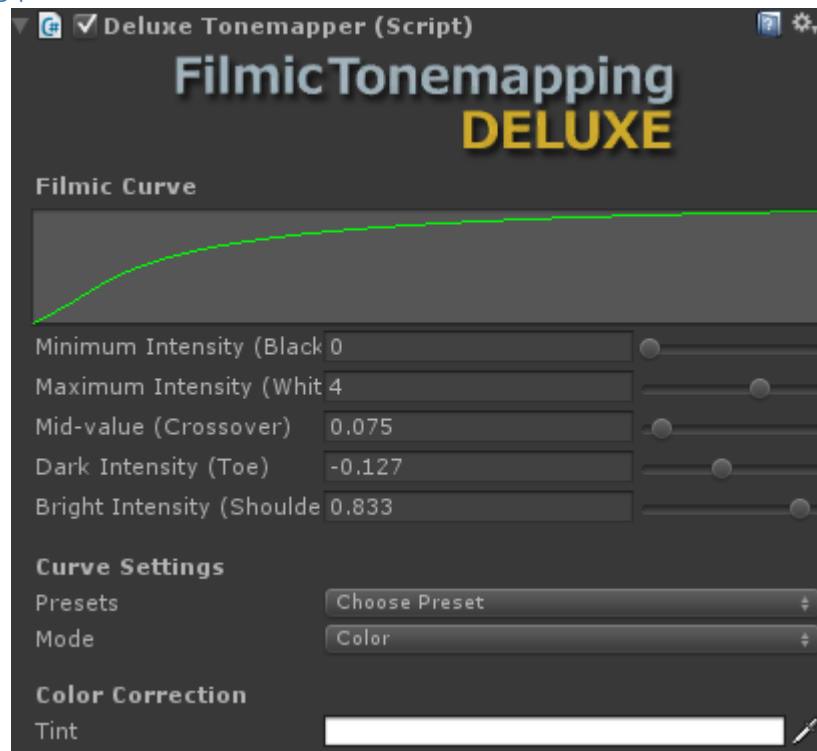 Deluxe Tonemapper (Script)
Filmic Tonemapping
DELUXE
Filmic Curve
Minimum Intensity (Black 0
Maximum Intensity (Whit 4
Mid-value (Crossover) 0.075
Dark Intensity (Toe) -0.127
Bright Intensity (Shoulde 0.833
Curve Settings
Presets Choose Preset
Mode Color
Color Correction
Tint